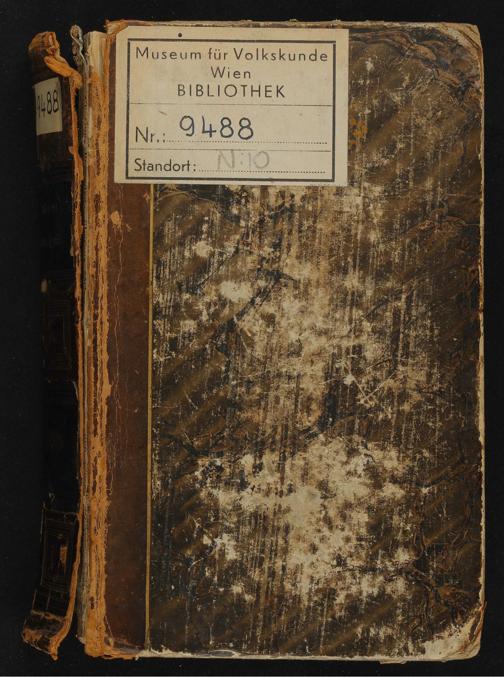 Museum für Volkskunde
Wien
BIBLIOTHEK
Nr.: 9488
Standort: N:10
9488